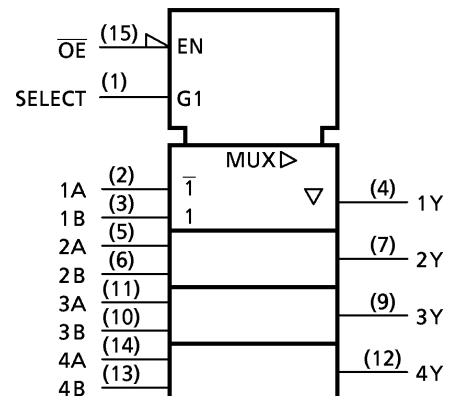 (15)
O̅E̅ EN
(1)
SELECT G1
MUX▷
(2)
1A 1̅ (4)
(3) ▽ 1Y
1B 1
(5)
2A (7)
(6) 2Y
2B
(11)
3A (9)
(10) 3Y
3B
(14)
4A (12)
(13) 4Y
4B